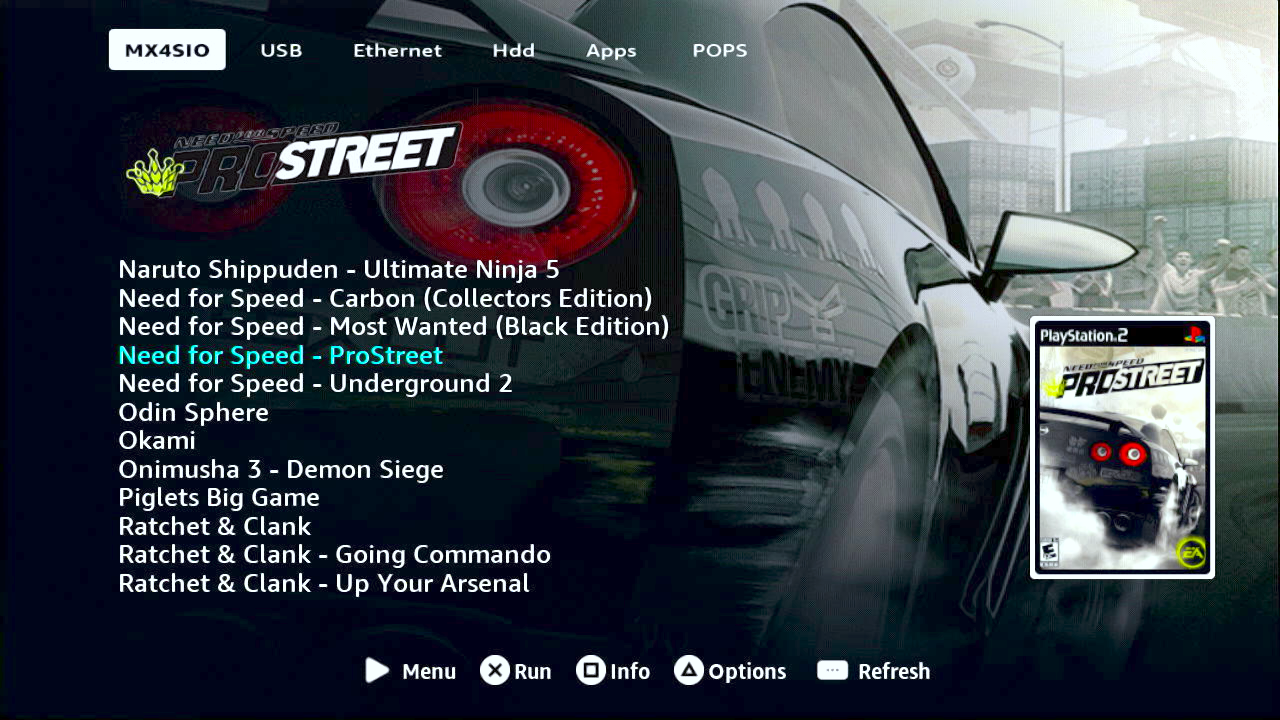 MX4SIO USB Ethernet Hdd Apps POPS
NEED FOR SPEED
PROSTREET
Naruto Shippuden - Ultimate Ninja 5
Need for Speed - Carbon (Collectors Edition)
Need for Speed - Most Wanted (Black Edition)
Need for Speed - ProStreet
Need for Speed - Underground 2
Odin Sphere
Okami
Onimusha 3 - Demon Siege
Piglets Big Game
Ratchet & Clank
Ratchet & Clank - Going Commando
Ratchet & Clank - Up Your Arsenal
GRIP
ENEMY
PlayStation 2
NEED FOR SPEED
PROSTREET
E
EA
Menu Run Info Options Refresh